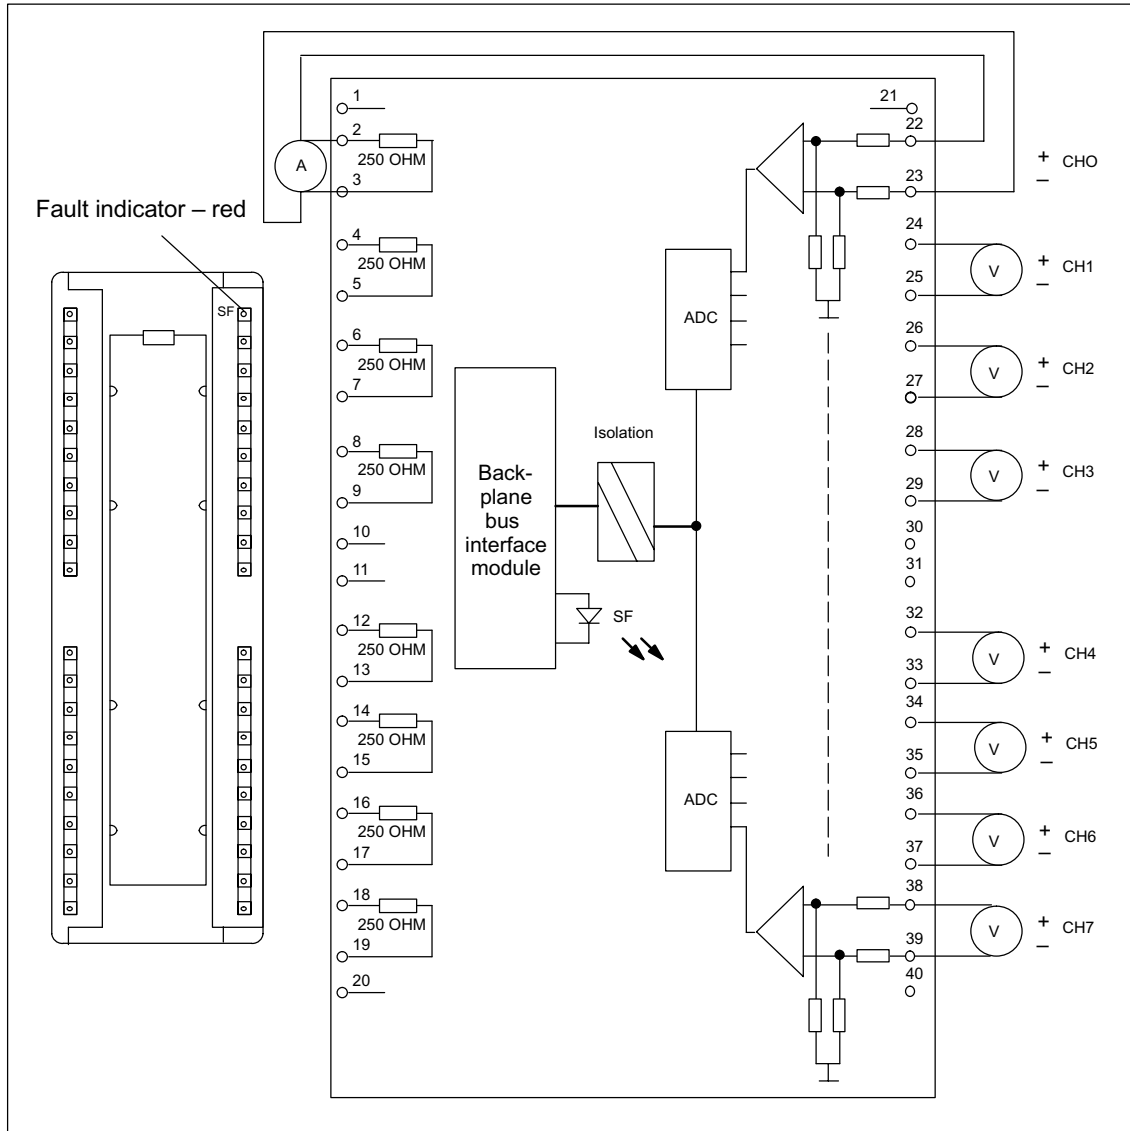 Fault indicator – red
SF
A
1
2
250 OHM
3
4
250 OHM
5
6
250 OHM
7
8
250 OHM
9
10
11
12
250 OHM
13
14
250 OHM
15
16
250 OHM
17
18
250 OHM
19
20
Back-
plane
bus
interface
module
Isolation
SF
ADC
ADC
21
22
23
+
–
CHO
24
25
V
+
–
CH1
26
27
V
+
–
CH2
28
29
V
+
–
CH3
30
31
32
33
V
+
–
CH4
34
35
V
+
–
CH5
36
37
V
+
–
CH6
38
39
V
+
–
CH7
40